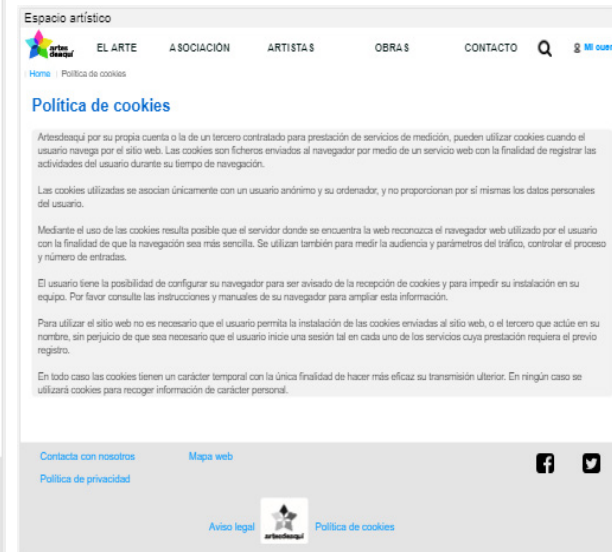 Espacio artístico
artes deaquí EL ARTE ASOCIACIÓN ARTISTAS OBRAS CONTACTO Mi cuen
Home | Política de cookies
Política de cookies
Artesdeaqui por su propia cuenta o la de un tercero contratado para prestación de servicios de medición, pueden utilizar cookies cuando el
usuario navega por el sitio web. Las cookies son ficheros enviados al navegador por medio de un servicio web con la finalidad de registrar las
actividades del usuario durante su tiempo de navegación.
Las cookies utilizadas se asocian únicamente con un usuario anónimo y su ordenador, y no proporcionan por sí mismas los datos personales
del usuario.
Mediante el uso de las cookies resulta posible que el servidor donde se encuentra la web reconozca el navegador web utilizado por el usuario
con la finalidad de que la navegación sea más sencilla. Se utilizan también para medir la audiencia y parámetros del tráfico, controlar el proceso
y número de entradas.
El usuario tiene la posibilidad de configurar su navegador para ser avisado de la recepción de cookies y para impedir su instalación en su
equipo. Por favor consulte las instrucciones y manuales de su navegador para ampliar esta información.
Para utilizar el sitio web no es necesario que el usuario permita la instalación de las cookies enviadas al sitio web, o el tercero que actúe en su
nombre, sin perjuicio de que sea necesario que el usuario inicie una sesión tal en cada uno de los servicios cuya prestación requiera el previo
registro.
En todo caso las cookies tienen un carácter temporal con la única finalidad de hacer más eficaz su transmisión ulterior. En ningún caso se
utilizará cookies para recoger información de carácter personal.
Contacta con nosotros Mapa web
Política de privacidad
Aviso legal artesdeaquí Política de cookies